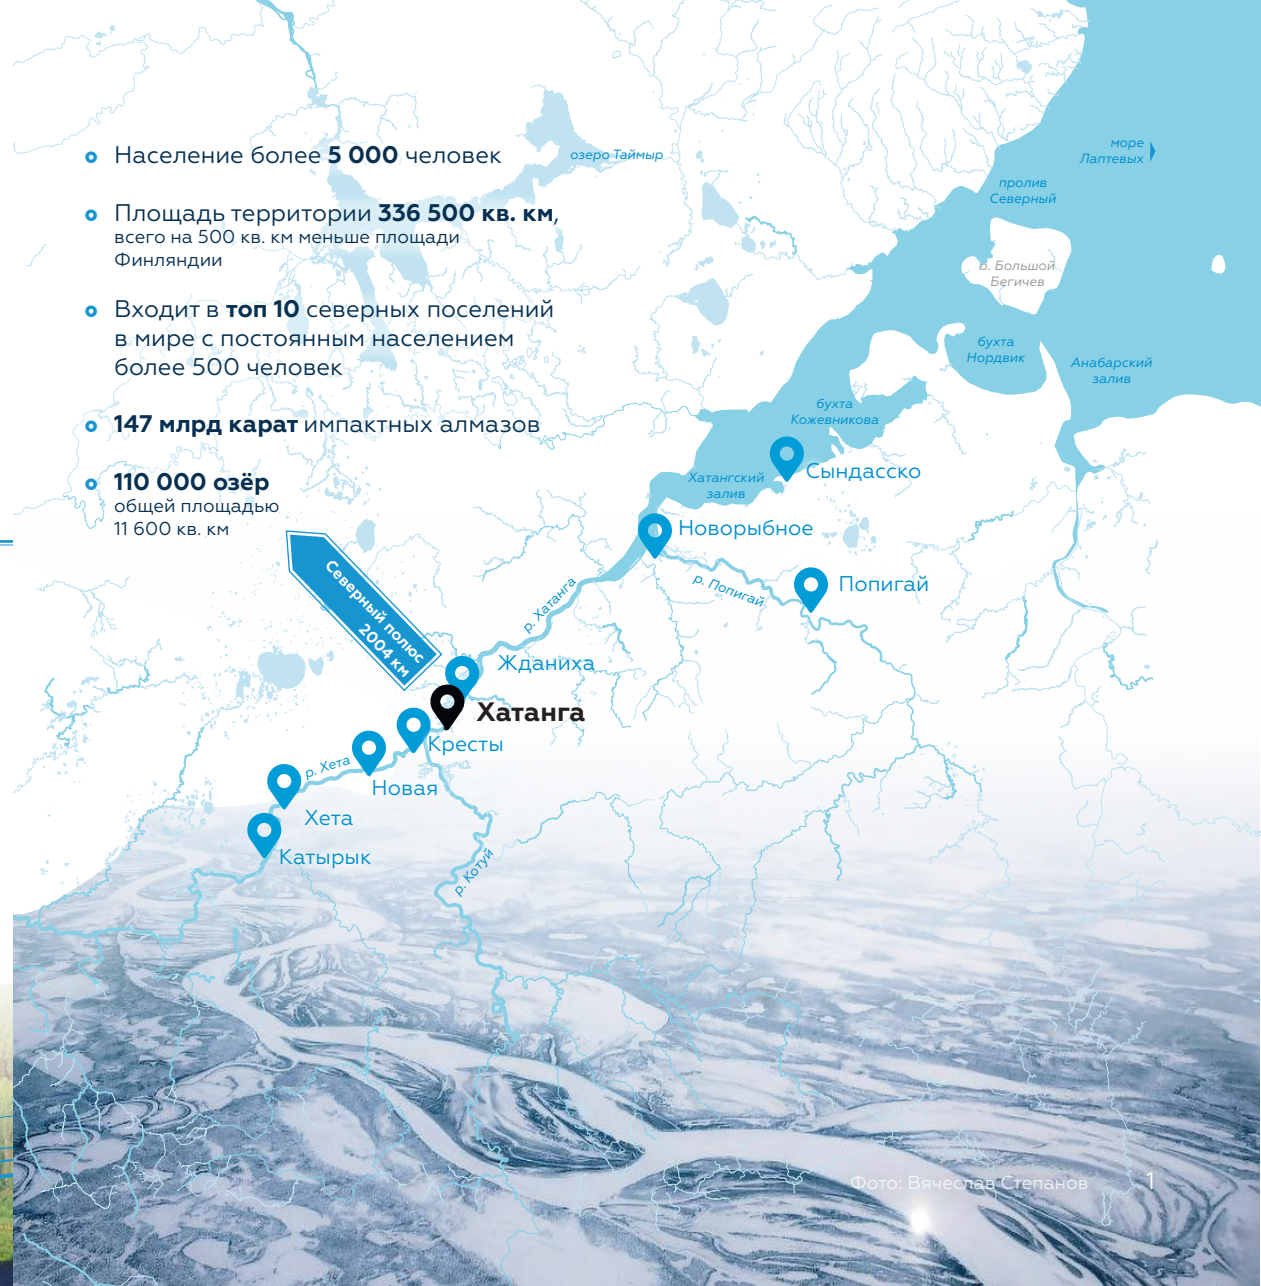 Население более 5 000 человек
Площадь территории 336 500 кв. км,
всего на 500 кв. км меньше площади
Финляндии
Входит в топ 10 северных поселений
в мире с постоянным населением
более 500 человек
147 млрд карат импактных алмазов
110 000 озёр
общей площадью
11 600 кв. км
Северный полюс
2004 км
озеро Таймыр
море
Лаптевых
пролив
Северный
о. Большой
Бегичев
бухта
Нордвик
Анабарский
залив
бухта
Кожевникова
Хатангский
залив
Сындасско
Новорыбное
р. Попигай
Попигай
р. Хатанга
Жданиха
Хатанга
Кресты
р. Хета
Новая
Хета
Катырык
р. Котуй
Фото: Вячеслав Степанов
1